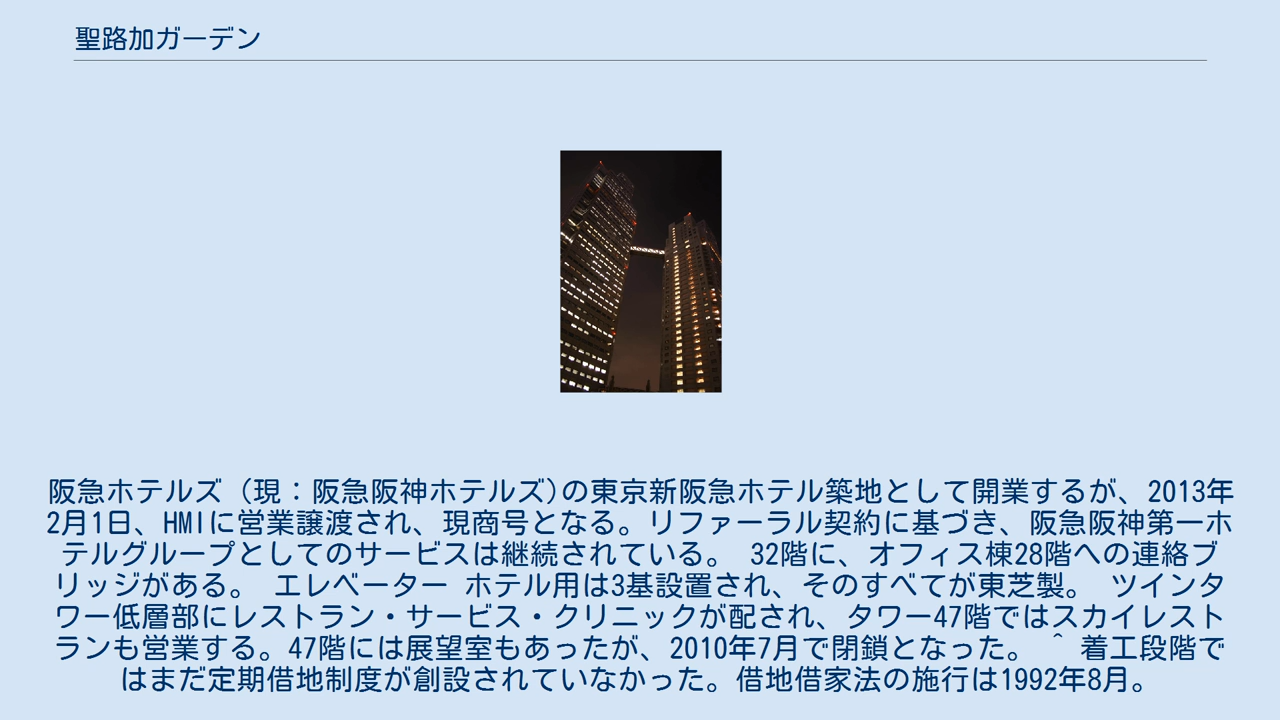 聖路加ガーデン
阪急ホテルズ（現：阪急阪神ホテルズ)の東京新阪急ホテル築地として開業するが、2013年
2月1日、HMIに営業譲渡され、現商号となる。リファーラル契約に基づき、阪急阪神第一ホ
テルグループとしてのサービスは継続されている。 32階に、オフィス棟28階への連絡ブ
リッジがある。 エレベーター ホテル用は3基設置され、そのすべてが東芝製。 ツインタ
ワー低層部にレストラン・サービス・クリニックが配され、タワー47階ではスカイレスト
ランも営業する。47階には展望室もあったが、2010年7月で閉鎖となった。 ^ 着工段階で
はまだ定期借地制度が創設されていなかった。借地借家法の施行は1992年8月。